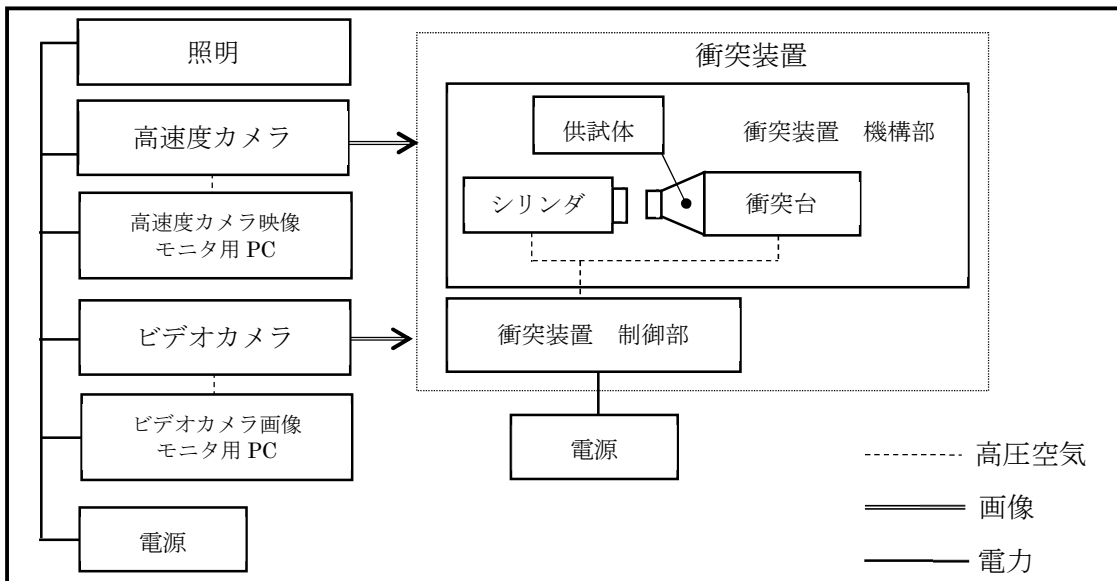 照明
高速度カメラ
高速度カメラ映像
モニタ用 PC
ビデオカメラ
ビデオカメラ画像
モニタ用 PC
電源
衝突装置
供試体
衝突装置　機構部
シリンダ
衝突台
衝突装置　制御部
電源
高圧空気
画像
電力